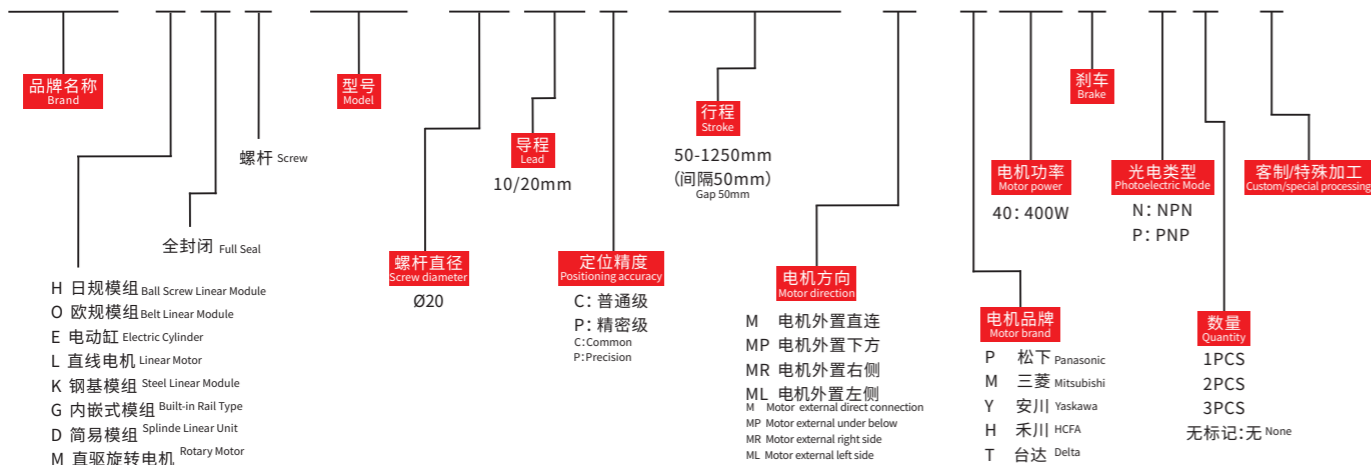 品牌名称
Brand
H 日规模组 Ball Screw Linear Module
O 欧规模组 Belt Linear Module
E 电动缸 Electric Cylinder
L 直线电机 Linear Motor
K 钢基模组 Steel Linear Module
G 内嵌式模组 Built-in Rail Type
D 简易模组 Splinde Linear Unit
M 直驱旋转电机 Rotary Motor
全封闭 Full Seal
螺杆 Screw
型号
Model
螺杆直径
Screw diameter
Ø20
导程
Lead
10/20mm
定位精度
Positioning accuracy
C：普通级
P：精密级
C:Common
P:Precision
行程
Stroke
50-1250mm
（间隔50mm）
Gap 50mm
电机方向
Motor direction
M 电机外置直连
MP 电机外置下方
MR 电机外置右侧
ML 电机外置左侧
M Motor external direct connection
MP Motor external under below
MR Motor external right side
ML Motor external left side
电机功率
Motor power
40：400W
电机品牌
Motor brand
P 松下 Panasonic
M 三菱 Mitsubishi
Y 安川 Yaskawa
H 禾川 HCFA
T 台达 Delta
刹车
Brake
光电类型
Photoelectric Mode
N：NPN
P：PNP
数量
Quantity
1PCS
2PCS
3PCS
无标记：无 None
客制/特殊加工
Custom/special processing